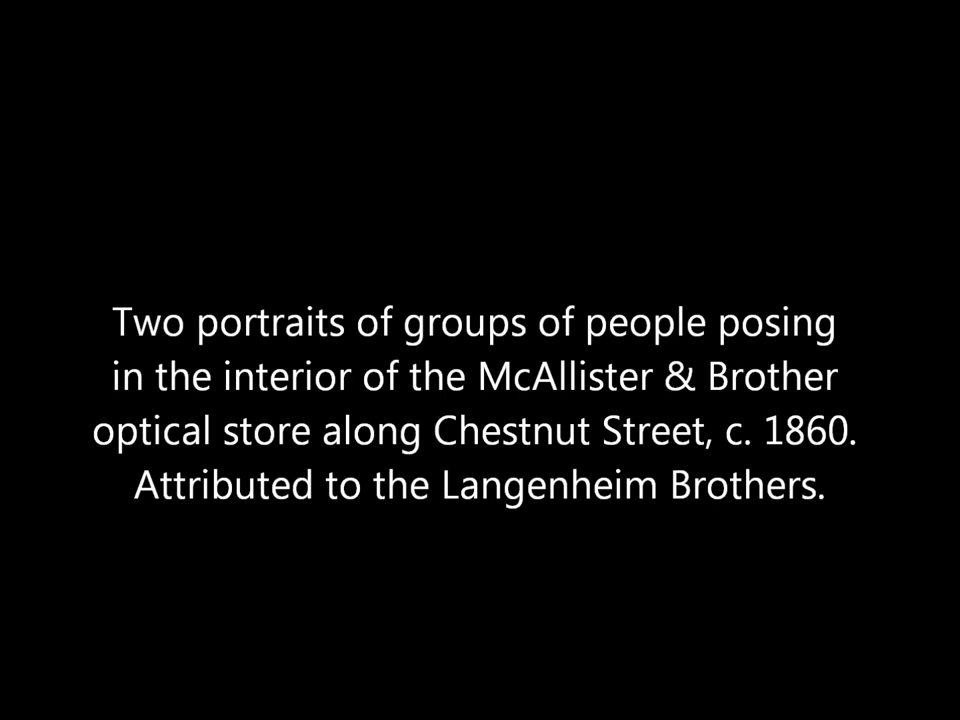 Two portraits of groups of people posing
in the interior of the McAllister & Brother
optical store along Chestnut Street, c. 1860.
Attributed to the Langenheim Brothers.